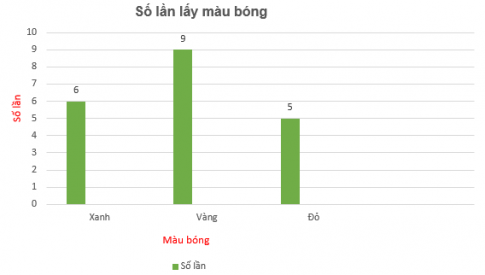 Số lần lấy màu bóng
10
9
8
7
6
5
4
3
2
1
0
Số lần
6
9
5
Xanh Vàng Đỏ
Màu bóng
Số lần